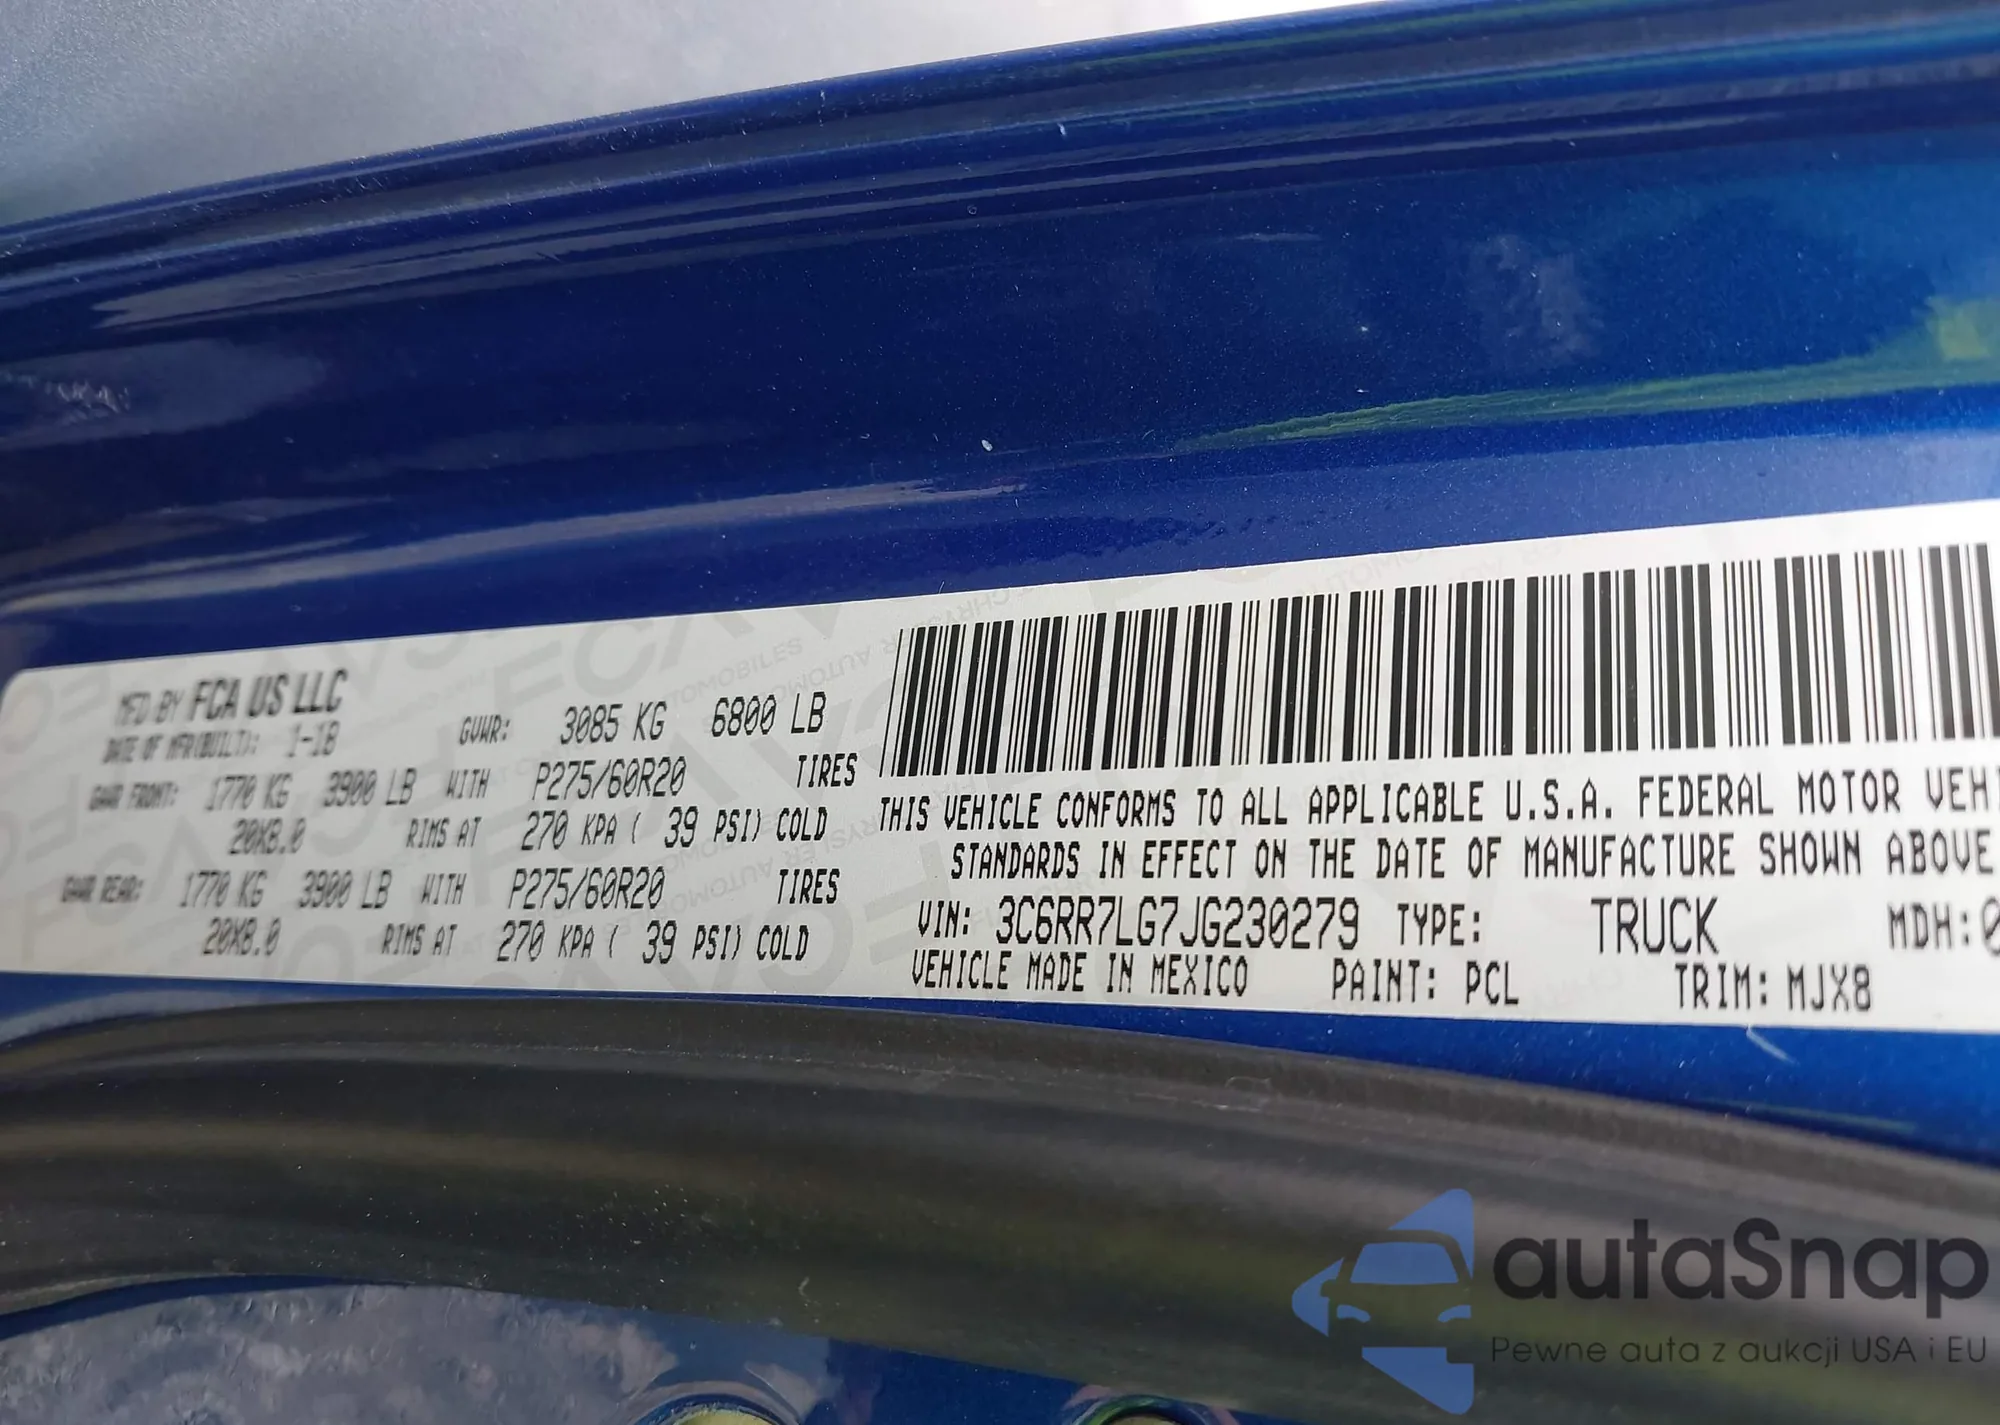 MFD BY FCA US LLC
DATE OF MFR(BUILT): 1-18 GVWR: 3085 KG 6800 LB
GAWR FRONT: 1770 KG 3900 LB WITH P275/60R20 TIRES
20X8.0 RIMS AT 270 KPA ( 39 PSI) COLD
GAWR REAR: 1770 KG 3900 LB WITH P275/60R20 TIRES
20X8.0 RIMS AT 270 KPA ( 39 PSI) COLD
THIS VEHICLE CONFORMS TO ALL APPLICABLE U.S.A. FEDERAL MOTOR VEHI
STANDARDS IN EFFECT ON THE DATE OF MANUFACTURE SHOWN ABOVE
VIN: 3C6RR7LG7JG230279 TYPE: TRUCK MDH:0
VEHICLE MADE IN MEXICO PAINT: PCL TRIM: MJX8
autaSnap
Pewne auta z aukcji USA i EU